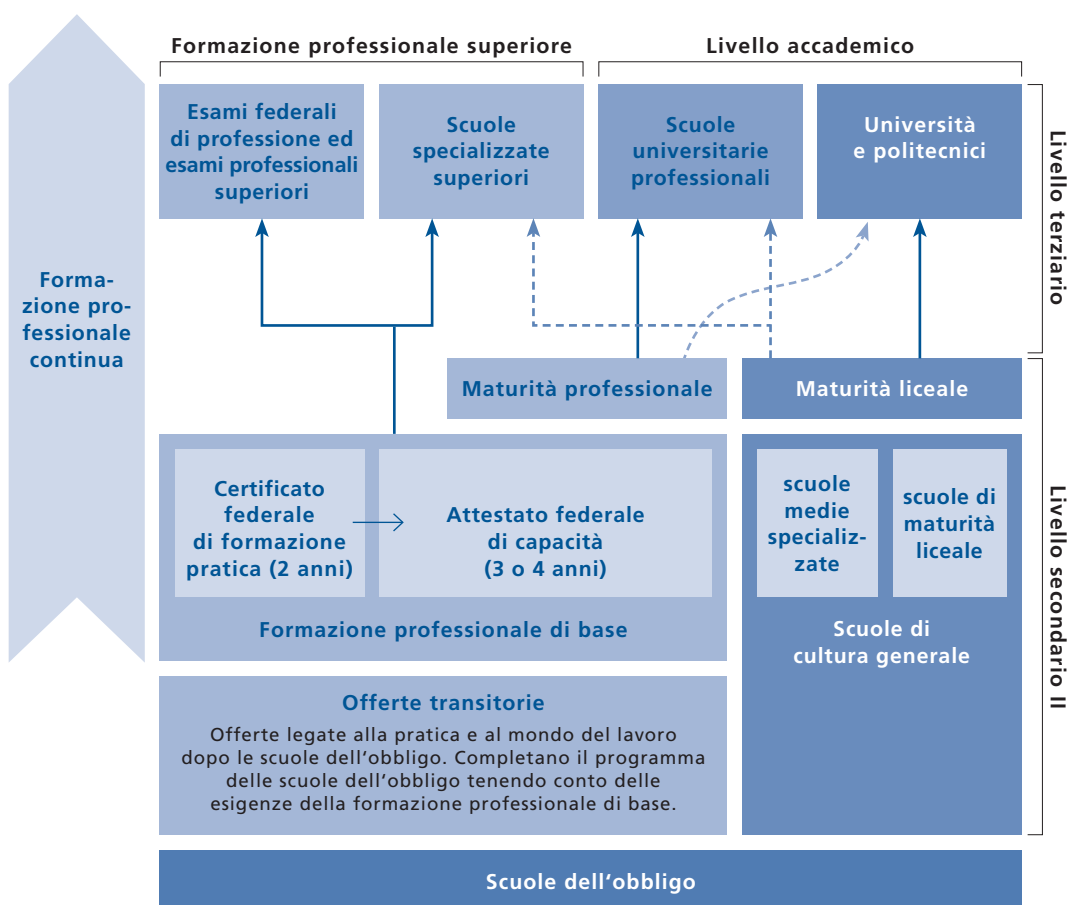 Formazione professionale superiore
Livello accademico
Esami federali
di professione ed
esami professionali
superiori
Scuole
specializzate
superiori
Scuole
universitarie
professionali
Università
e politecnici
Livello terziario
Forma-
zione pro-
fessionale
continua
Maturità professionale
Maturità liceale
Certificato
federale
di formazione
pratica (2 anni)
Attestato federale
di capacità
(3 o 4 anni)
Formazione professionale di base
scuole
medie
specializ-
zate
scuole di
maturità
liceale
Scuole di
cultura generale
Livello secondario II
Offerte transitorie
Offerte legate alla pratica e al mondo del lavoro
dopo le scuole dell'obbligo. Completano il programma
delle scuole dell'obbligo tenendo conto delle
esigenze della formazione professionale di base.
Scuole dell‘obbligo